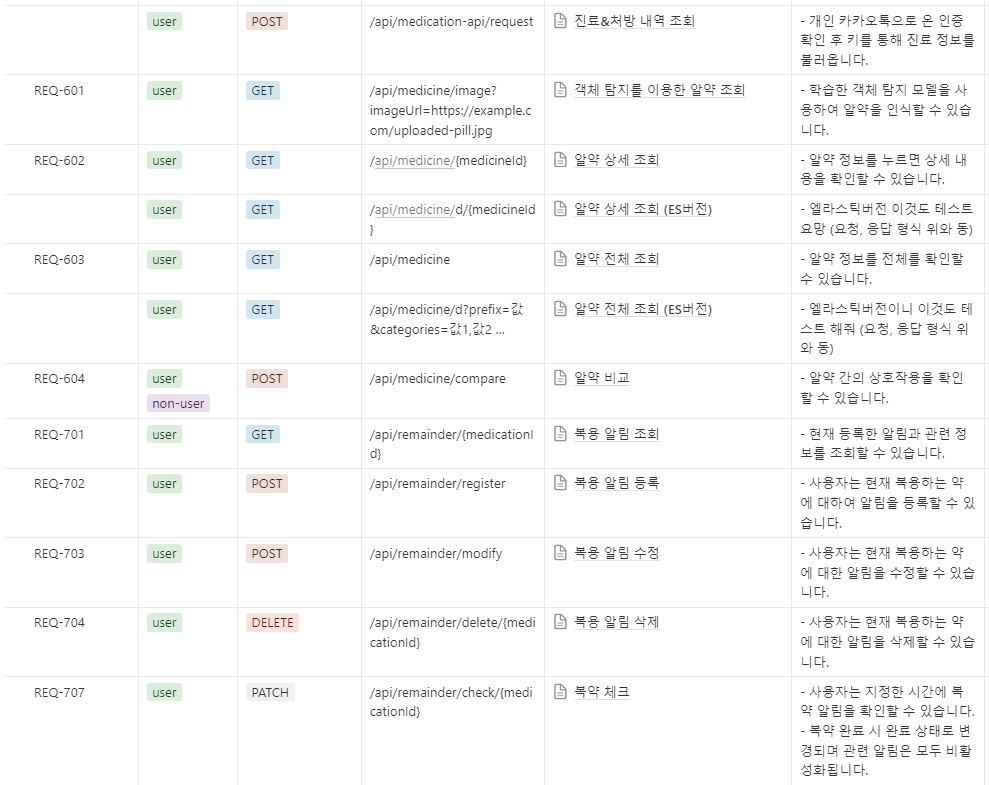 user POST /api/medication-api/request 진료&처방 내역 조회 - 개인 카카오톡으로 온 인증
확인 후 키를 통해 진료 정보를
불러옵니다.
REQ-601 user GET /api/medicine/image? 객체 탐지를 이용한 알약 조회 - 학습한 객체 탐지 모델을 사
imageUrl=https://example.c 용하여 알약을 인식할 수 있습
om/uploaded-pill.jpg 니다.
REQ-602 user GET /api/medicine/{medicineId} 알약 상세 조회 - 알약 정보를 누르면 상세 내
용을 확인할 수 있습니다.
user GET /api/medicine/d/{medicineId 알약 상세 조회 (ES버전) - 엘라스틱버전 이것도 테스트
} 요망 (요청, 응답 형식 위와 동)
REQ-603 user GET /api/medicine 알약 전체 조회 - 알약 정보를 전체를 확인할
수 있습니다.
user GET /api/medicine/d?prefix=값 알약 전체 조회 (ES버전) - 엘라스틱버전이니 이것도 테
&categories=값1,값2 ... 스트 해줘 (요청, 응답 형식 위
와 동)
REQ-604 user POST /api/medicine/compare 알약 비교 - 알약 간의 상호작용을 확인
non-user 할 수 있습니다.
REQ-701 user GET /api/remainder/{medicationI 복용 알림 조회 - 현재 등록한 알림과 관련 정
d} 보를 조회할 수 있습니다.
REQ-702 user POST /api/remainder/register 복용 알림 등록 - 사용자는 현재 복용하는 약
에 대하여 알림을 등록할 수 있
습니다.
REQ-703 user POST /api/remainder/modify 복용 알림 수정 - 사용자는 현재 복용하는 약
에 대한 알림을 수정할 수 있습
니다.
REQ-704 user DELETE /api/remainder/delete/{medi 복용 알림 삭제 - 사용자는 현재 복용하는 약
cationId} 에 대한 알림을 삭제할 수 있습
니다.
REQ-707 user PATCH /api/remainder/check/{medi 복약 체크 - 사용자는 지정한 시간에 복
cationId} 약 알림을 확인할 수 있습니다.
- 복약 완료 시 완료 상태로 변
경되며 관련 알림은 모두 비활
성화됩니다.